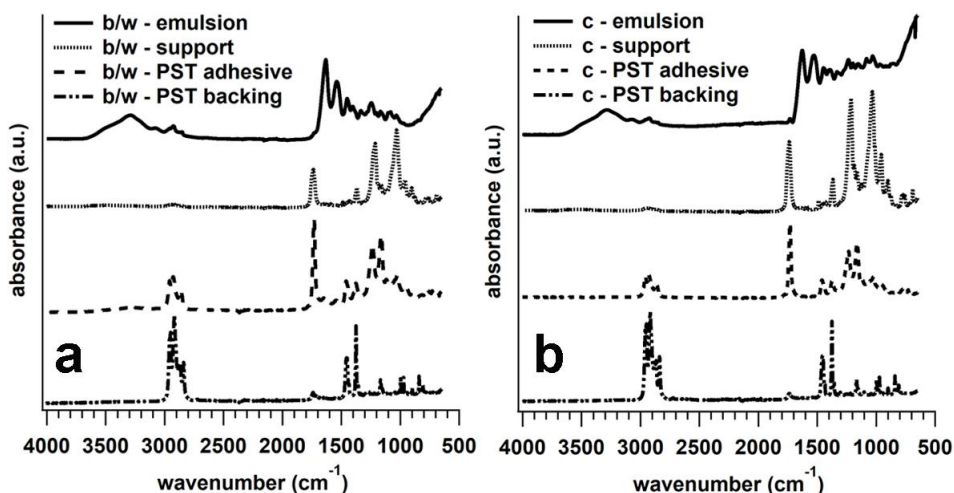 b/w - emulsion
b/w - support
b/w - PST adhesive
b/w - PST backing
absorbance (a.u.)
a
4000 3500 3000 2500 2000 1500 1000 500
wavenumber (cm⁻¹)
c - emulsion
c - support
c - PST adhesive
c - PST backing
absorbance (a.u.)
b
4000 3500 3000 2500 2000 1500 1000 500
wavenumber (cm⁻¹)